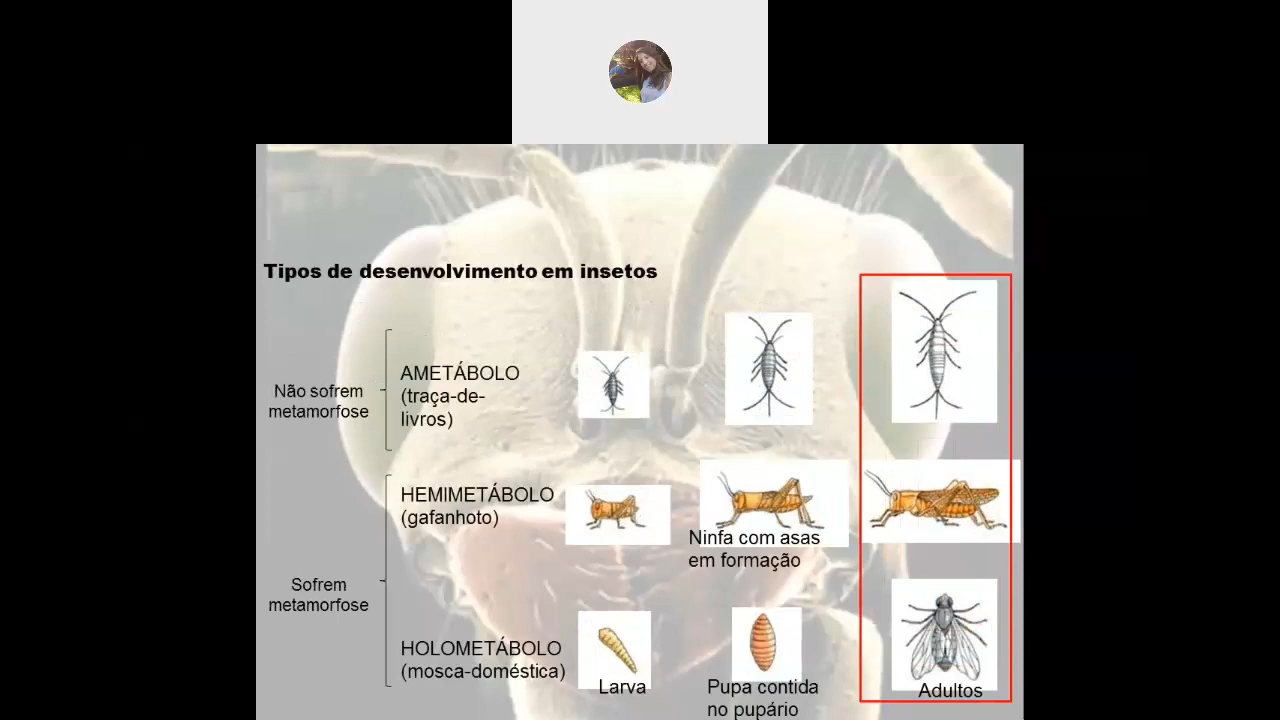 Tipos de desenvolvimento em insetos
Não sofrem
metamorfose
AMETÁBOLO
(traça-de-
livros)
HEMIMETÁBOLO
(gafanhoto)
Ninfa com asas
em formação
Sofrem
metamorfose
HOLOMETÁBOLO
(mosca-doméstica)
Larva
Pupa contida
no pupário
Adultos